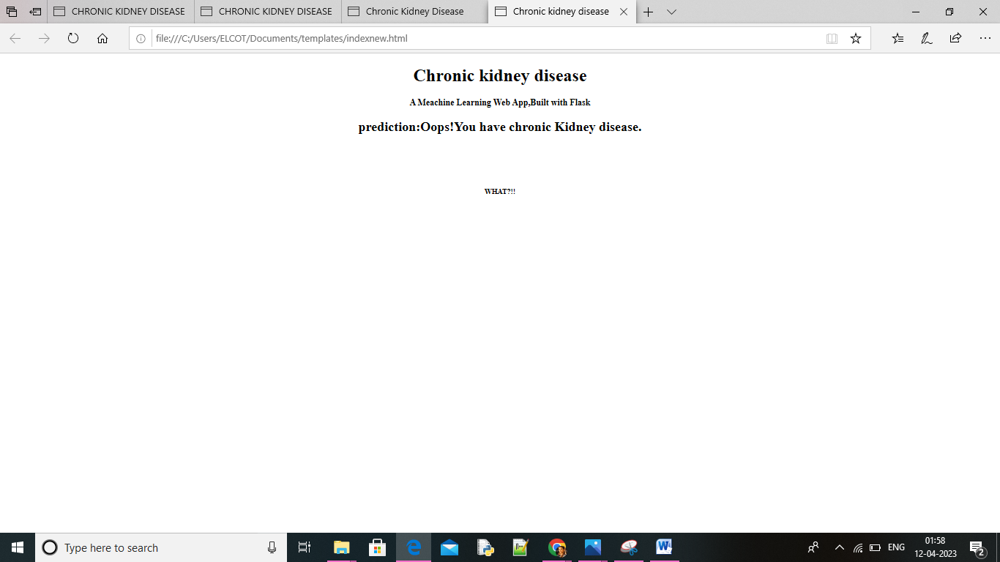 CHRONIC KIDNEY DISEASE
CHRONIC KIDNEY DISEASE
Chronic Kidney Disease
Chronic kidney disease
file:///C:/Users/ELCOT/Documents/templates/indexnew.html
Chronic kidney disease
A Meachine Learning Web App,Built with Flask
prediction:Oops!You have chronic Kidney disease.
WHAT?!!
Type here to search
ENG
01:58
12-04-2023
2